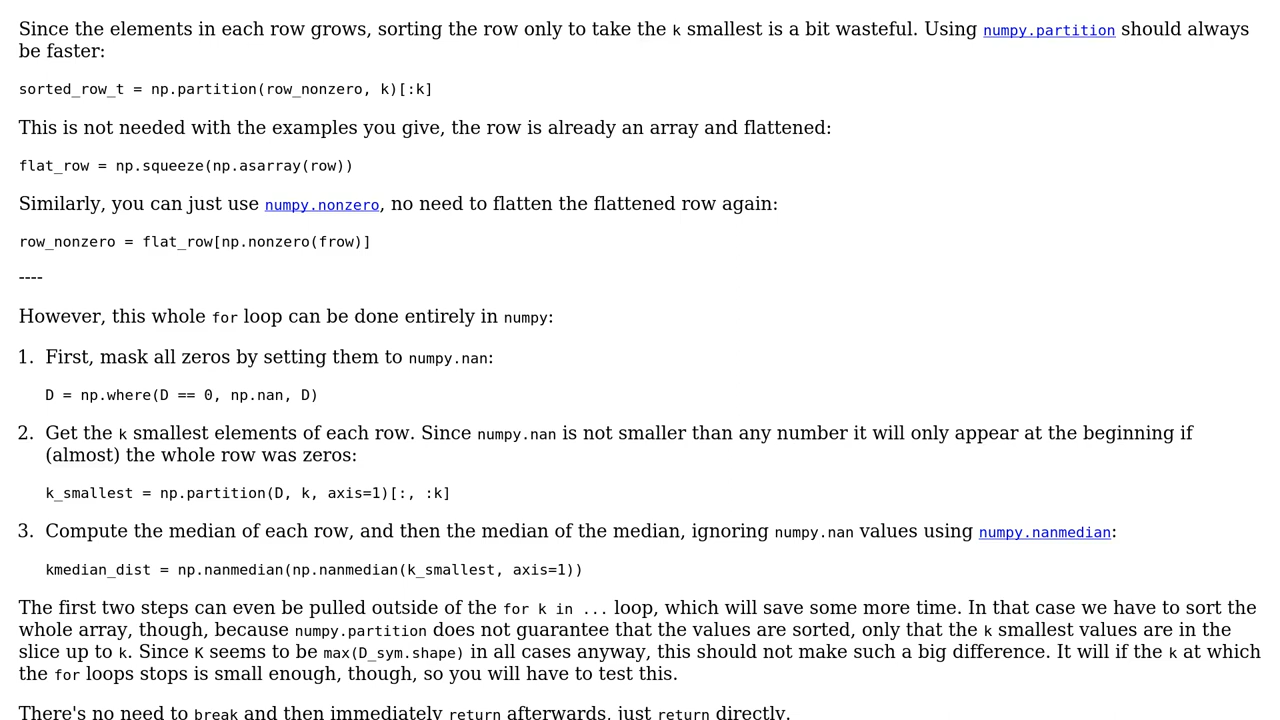 Since the elements in each row grows, sorting the row only to take the k smallest is a bit wasteful. Using numpy.partition should always
be faster:
sorted_row_t = np.partition(row_nonzero, k)[:k]
This is not needed with the examples you give, the row is already an array and flattened:
flat_row = np.squeeze(np.asarray(row))
Similarly, you can just use numpy.nonzero, no need to flatten the flattened row again:
row_nonzero = flat_row[np.nonzero(frow)]
----
However, this whole for loop can be done entirely in numpy:
1. First, mask all zeros by setting them to numpy.nan:
D = np.where(D == 0, np.nan, D)
2. Get the k smallest elements of each row. Since numpy.nan is not smaller than any number it will only appear at the beginning if
(almost) the whole row was zeros:
k_smallest = np.partition(D, k, axis=1)[:, :k]
3. Compute the median of each row, and then the median of the median, ignoring numpy.nan values using numpy.nanmedian:
kmedian_dist = np.nanmedian(np.nanmedian(k_smallest, axis=1))
The first two steps can even be pulled outside of the for k in ... loop, which will save some more time. In that case we have to sort the
whole array, though, because numpy.partition does not guarantee that the values are sorted, only that the k smallest values are in the
slice up to k. Since K seems to be max(D_sym.shape) in all cases anyway, this should not make such a big difference. It will if the k at which
the for loops stops is small enough, though, so you will have to test this.
There's no need to break and then immediately return afterwards, just return directly.